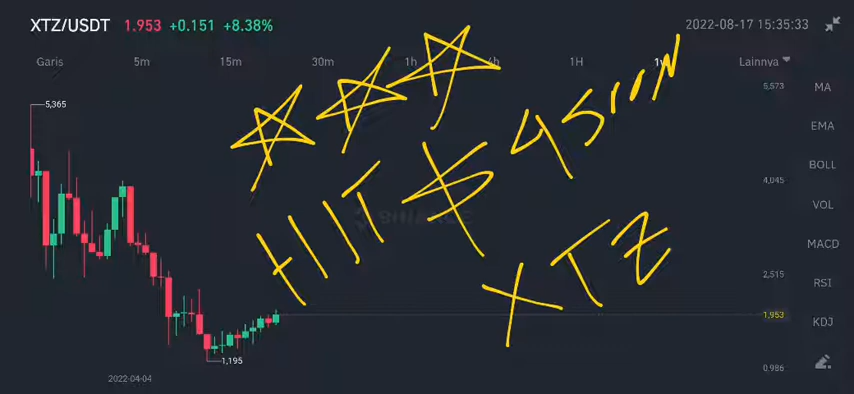 XTZ/USDT 1.953 +0.151 +8.38% 2022-08-17 15:35:33
Garis 5m 15m 30m 1h 4h 1H 1w Lainnya
5,573
MA
5,365
EMA
BOLL
4,045
VOL
BINANCE
MACD
2,515
RSI
1,953
KDJ
1,195
0.986
2022-04-04
HIT $ 4 Soon
XTZ